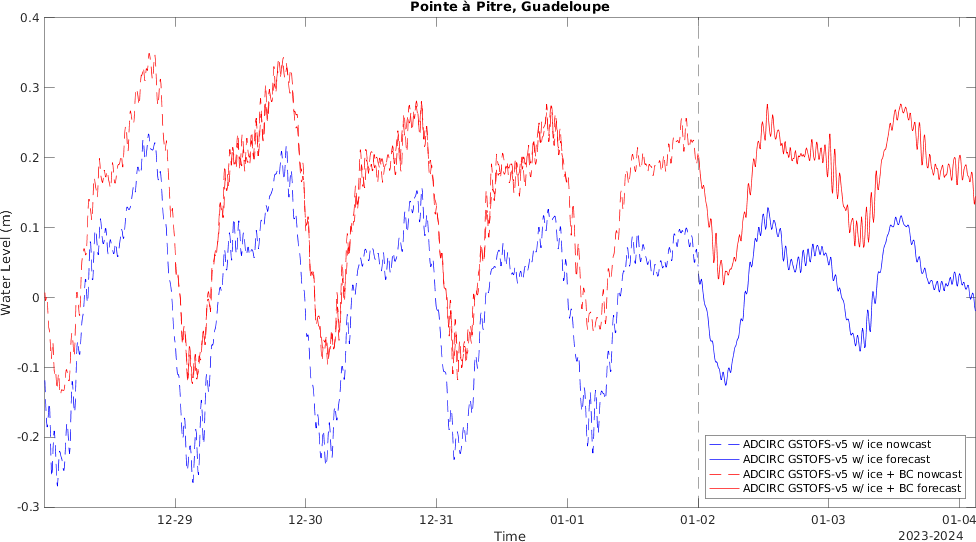 Pointe à Pitre, Guadeloupe
0.4
0.3
0.2
0.1
0
-0.1
-0.2
-0.3
Water Level (m)
12-29
12-30
12-31
01-01
01-02
01-03
01-04
Time
2023-2024
ADCIRC GSTOFS-v5 w/ ice nowcast
ADCIRC GSTOFS-v5 w/ ice forecast
ADCIRC GSTOFS-v5 w/ ice + BC nowcast
ADCIRC GSTOFS-v5 w/ ice + BC forecast